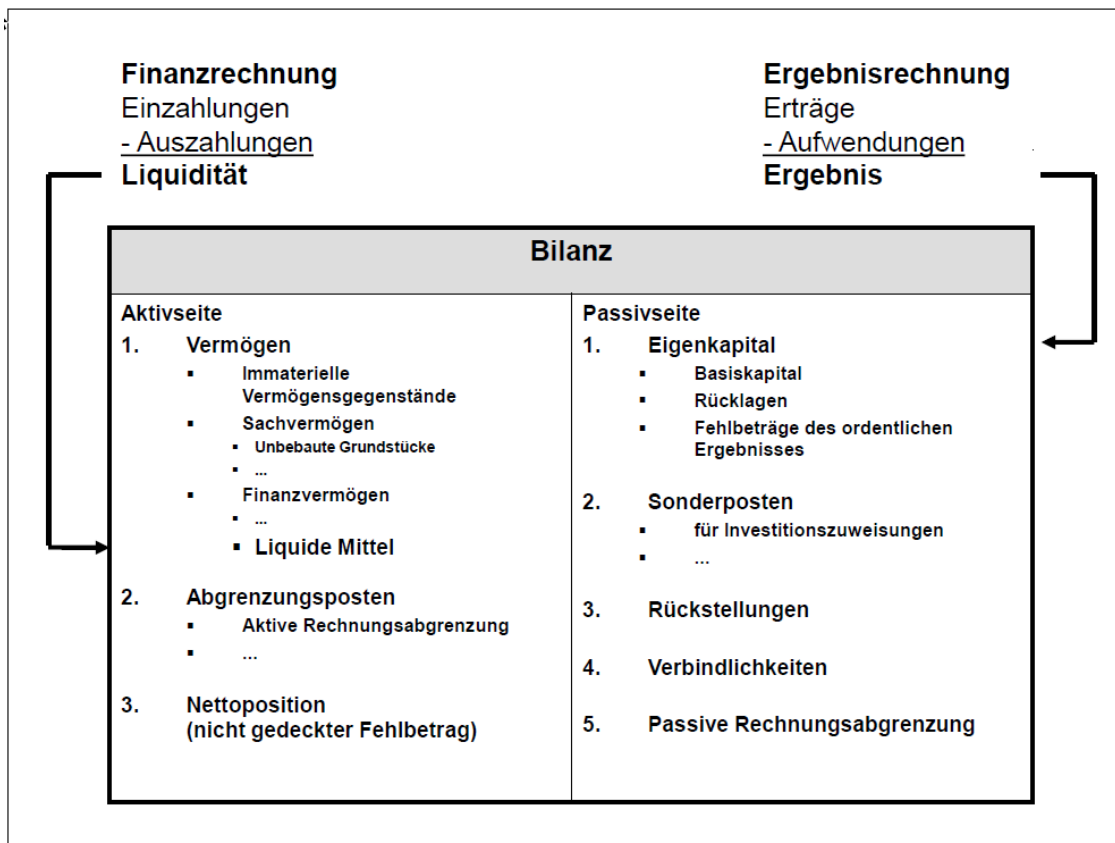 Finanzrechnung
Einzahlungen
- Auszahlungen
Liquidität
Ergebnisrechnung
Erträge
- Aufwendungen
Ergebnis
Bilanz
Aktivseite
1. Vermögen
▪ Immaterielle
Vermögensgegenstände
▪ Sachvermögen
▪ Unbebaute Grundstücke
▪ ...
▪ Finanzvermögen
▪ ...
▪ Liquide Mittel
2. Abgrenzungsposten
▪ Aktive Rechnungsabgrenzung
▪ ...
3. Nettoposition
(nicht gedeckter Fehlbetrag)
Passivseite
1. Eigenkapital
▪ Basiskapital
▪ Rücklagen
▪ Fehlbeträge des ordentlichen
Ergebnisses
2. Sonderposten
▪ für Investitionszuweisungen
▪ ...
3. Rückstellungen
4. Verbindlichkeiten
5. Passive Rechnungsabgrenzung